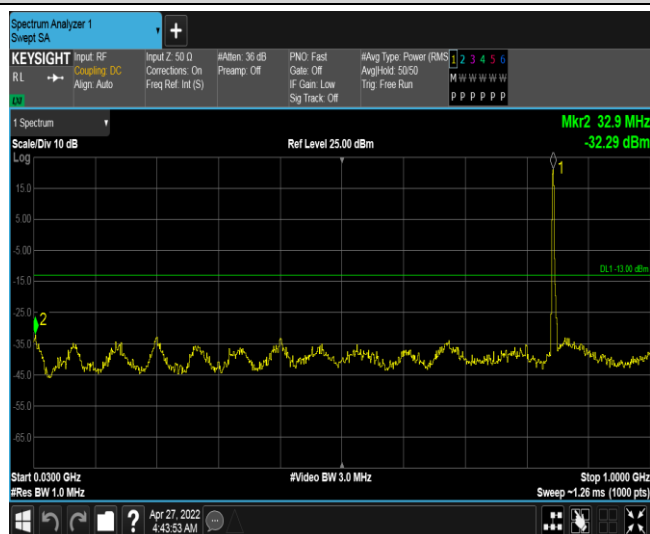 Spectrum Analyzer 1
Swept SA
+
KEYSIGHT
RL
Input: RF
Coupling: DC
Align: Auto
Input Z: 50 Ω
Corrections: On
Freq Ref: Int (S)
#Atten: 36 dB
Preamp: Off
PNO: Fast
Gate: Off
IF Gain: Low
Sig Track: Off
#Avg Type: Power (RMS
Avg|Hold: 50/50
Trig: Free Run
1 2 3 4 5 6
M W W W W W
P P P P P P
1 Spectrum
Mkr2 32.9 MHz
Scale/Div 10 dB
Ref Level 25.00 dBm
-32.29 dBm
Log
1
15.0
5.00
-5.00
DL1 -13.00 dBm
-15.0
-25.0
2
-35.0
-45.0
-55.0
-65.0
Start 0.0300 GHz
#Video BW 3.0 MHz
Stop 1.0000 GHz
#Res BW 1.0 MHz
Sweep ~1.26 ms (1000 pts)
?
Apr 27, 2022
4:43:53 AM